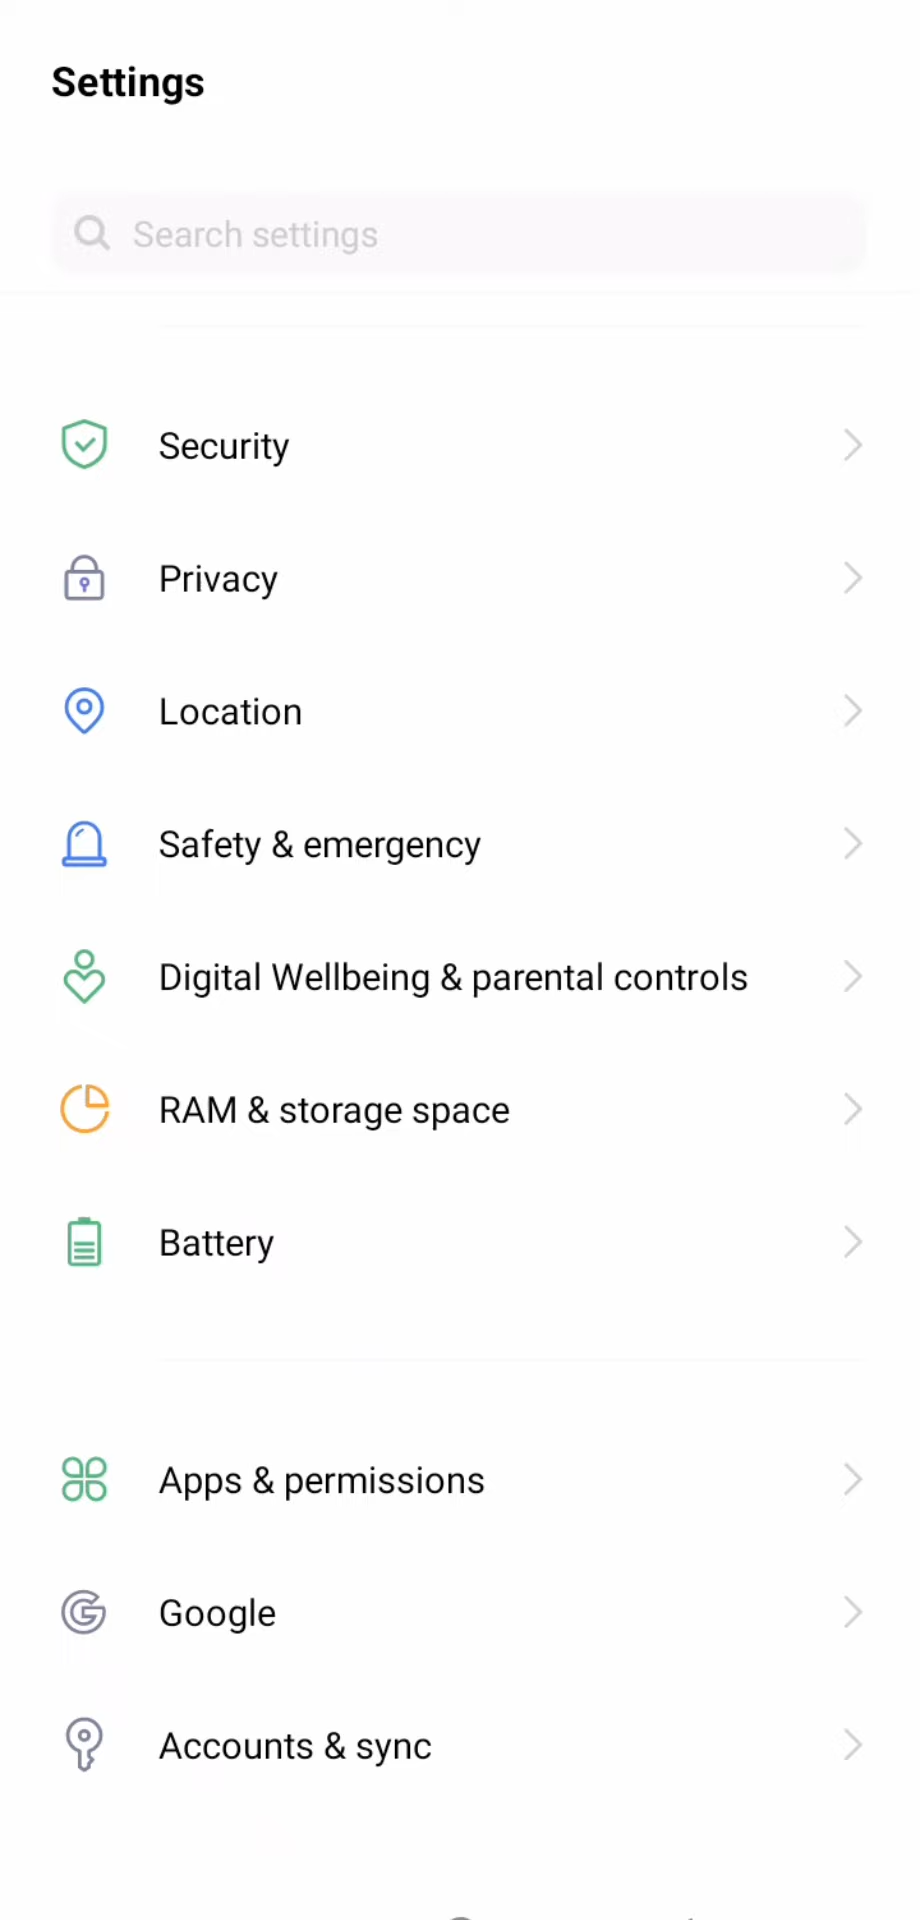 Settings
Search settings
Security
Privacy
Location
Safety & emergency
Digital Wellbeing & parental controls
RAM & storage space
Battery
Apps & permissions
Google
Accounts & sync